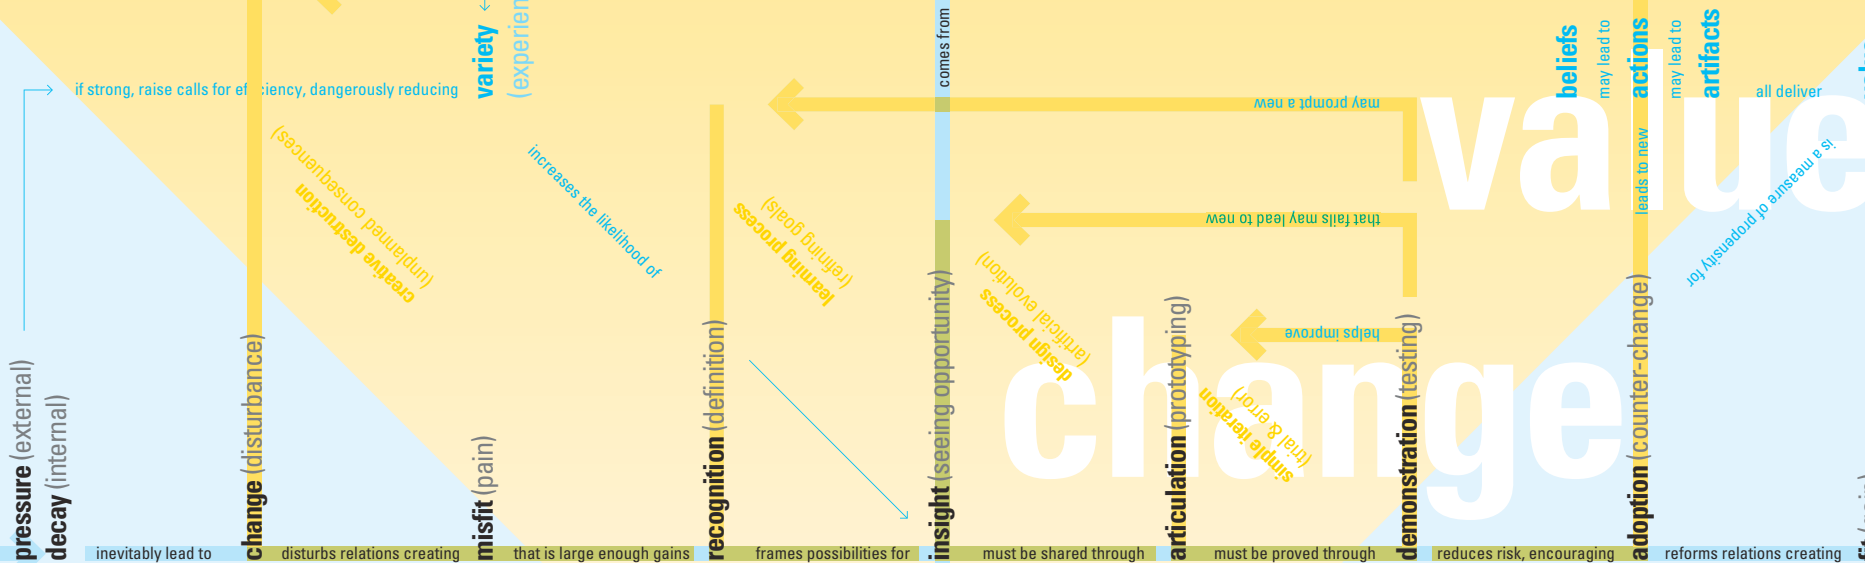 variety
(experien
comes from
beliefs
may lead to
actions
may lead to
artifacts
if strong, raise calls for efficiency, dangerously reducing
all deliver
may prompt a new
value
leads to new
is a measure of propensity for
(unplanned consequences)
creative destruction
increases the likelihood of
(refining goals)
learning process
that fails may lead to new
(artificial evolution)
design process
helps improve
change
(trial & error)
simple iteration
pressure (external)
decay (internal)
change (disturbance)
misfit (pain)
recognition (definition)
insight (seeing opportunity)
articulation (prototyping)
demonstration (testing)
adoption (counter-change)
inevitably lead to
disturbs relations creating
that is large enough gains
frames possibilities for
must be shared through
must be proved through
reduces risk, encouraging
reforms relations creating